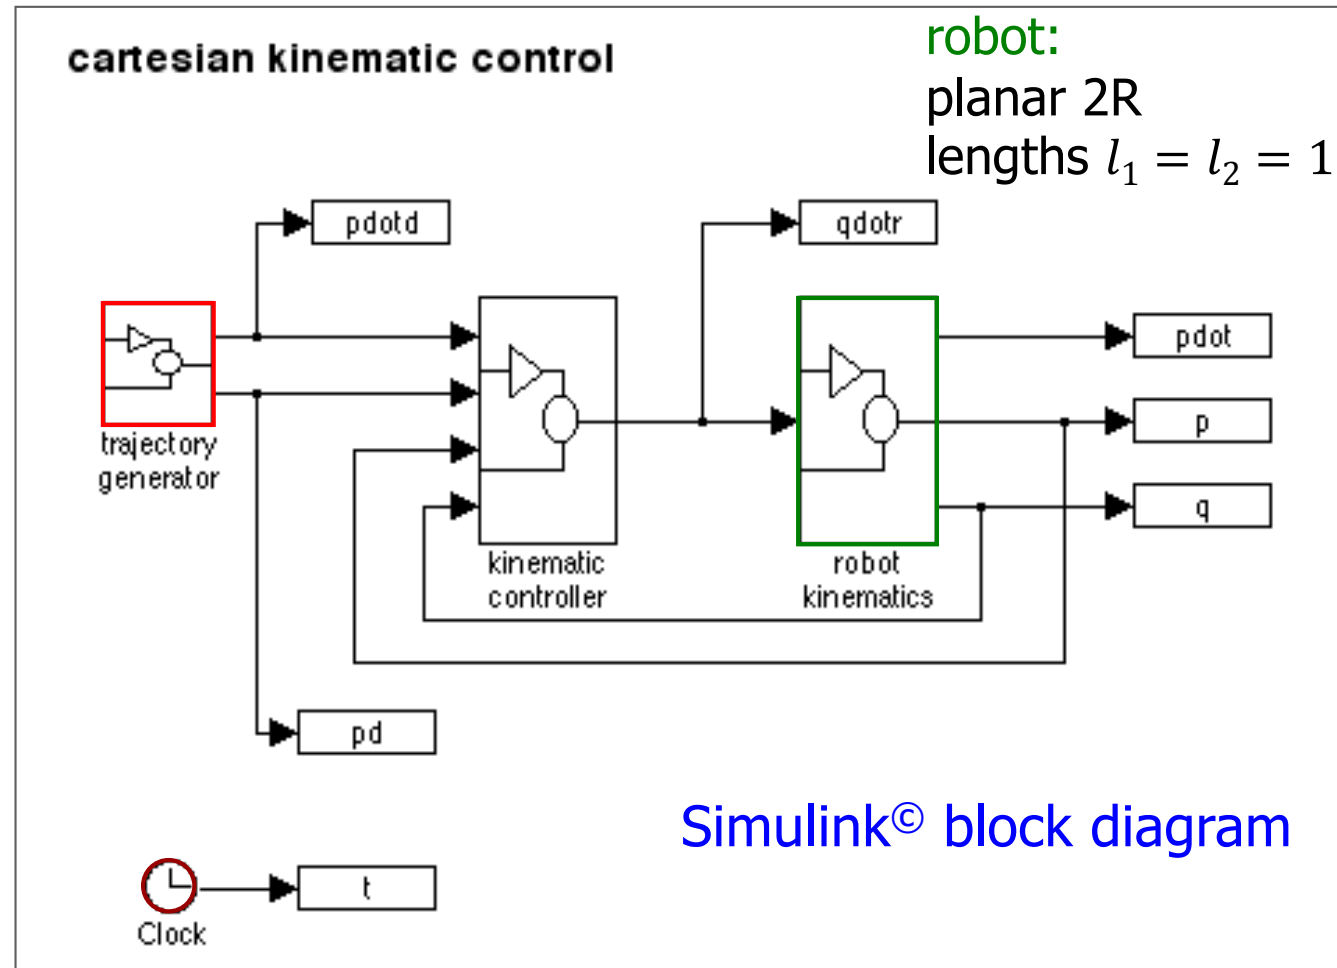 cartesian kinematic control
robot:
planar 2R
lengths l₁ = l₂ = 1
pdotd
qdotr
pdot
p
q
trajectory
generator
kinematic
controller
robot
kinematics
pd
Simulink© block diagram
t
Clock